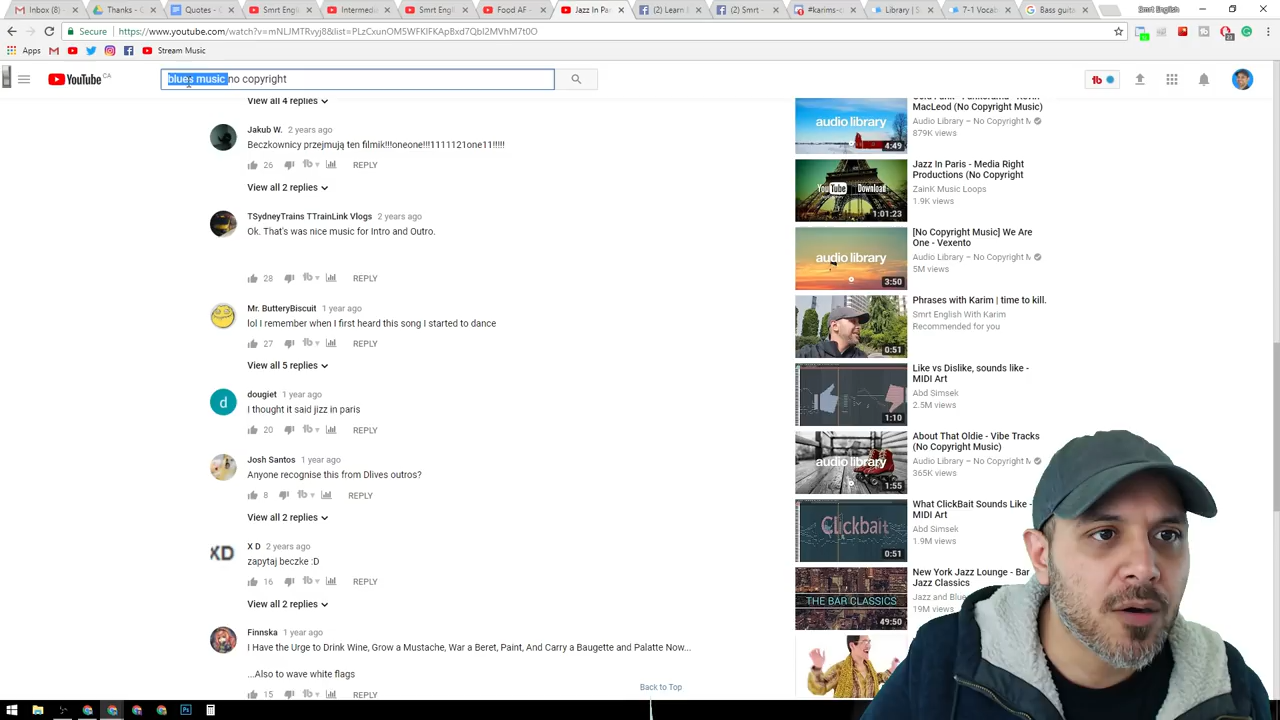 Inbox (8)
Thanks - G
Quotes - G
Smrt Engl
Intermedi
Smrt Engl
Food AF -
Jazz In Par
(2) Learn
(2) Smrt -
#karims-c
Library | S
7-1 Vocab
Bass guita
Secure
https://www.youtube.com/watch?v=mNLJMTRvyj8&list=PLzCxunOM5WFKlFKOpBxd7QbI2MVhM7t0O
Apps
Stream Music
YouTube CA
blues music no copyright
View all 4 replies
Jakub W. 2 years ago
Beczkownicy przejmują ten filmik!!!oneone!!!1111121one11!!!!!
26 REPLY
View all 2 replies
TSydneyTrains TTrainLink Vlogs 2 years ago
Ok. That's was nice music for Intro and Outro.
28 REPLY
Mr. ButteryBiscuit 1 year ago
lol I remember when I first heard this song I started to dance
27 REPLY
View all 5 replies
d
dougiet 1 year ago
I thought it said jizz in paris
20 REPLY
Josh Santos 1 year ago
Anyone recognise this from Dlives outros?
8 REPLY
View all 2 replies
XD
X D 2 years ago
zapytaj beczke :D
16 REPLY
View all 2 replies
Finnska 1 year ago
I Have the Urge to Drink Wine, Grow a Mustache, War a Beret, Paint, And Carry a Baugette and Palatte Now...
...Also to wave white flags
15 REPLY
Back to Top
audio library
4:49
MacLeod (No Copyright Music)
Audio Library – No Copyright M
879K views
YouTube Download
1:01:23
Jazz In Paris - Media Right
Productions (No Copyright
ZainK Music Loops
1.9K views
audio library
3:50
[No Copyright Music] We Are
One - Vexento
Audio Library – No Copyright M
5M views
0:51
Phrases with Karim | time to kill.
Smrt English With Karim
Recommended for you
1:10
Like vs Dislike, sounds like -
MIDI Art
Abd Simsek
2.5M views
audio library
1:55
About That Oldie - Vibe Tracks
(No Copyright Music)
Audio Library – No Copyright M
365K views
Clickbait
0:51
What ClickBait Sounds Like -
MIDI Art
Abd Simsek
1.9M views
THE BAR CLASSICS
49:50
New York Jazz Lounge - Bar
Jazz Classics
Jazz and Blue
19M views